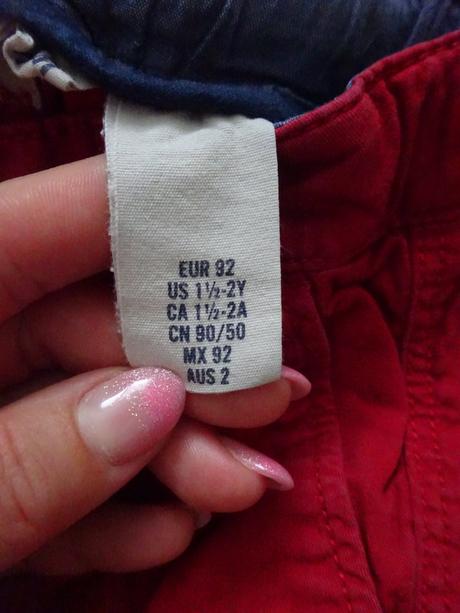 EUR 92
US 1½-2Y
CA 1½-2A
CN 90/50
MX 92
AUS 2